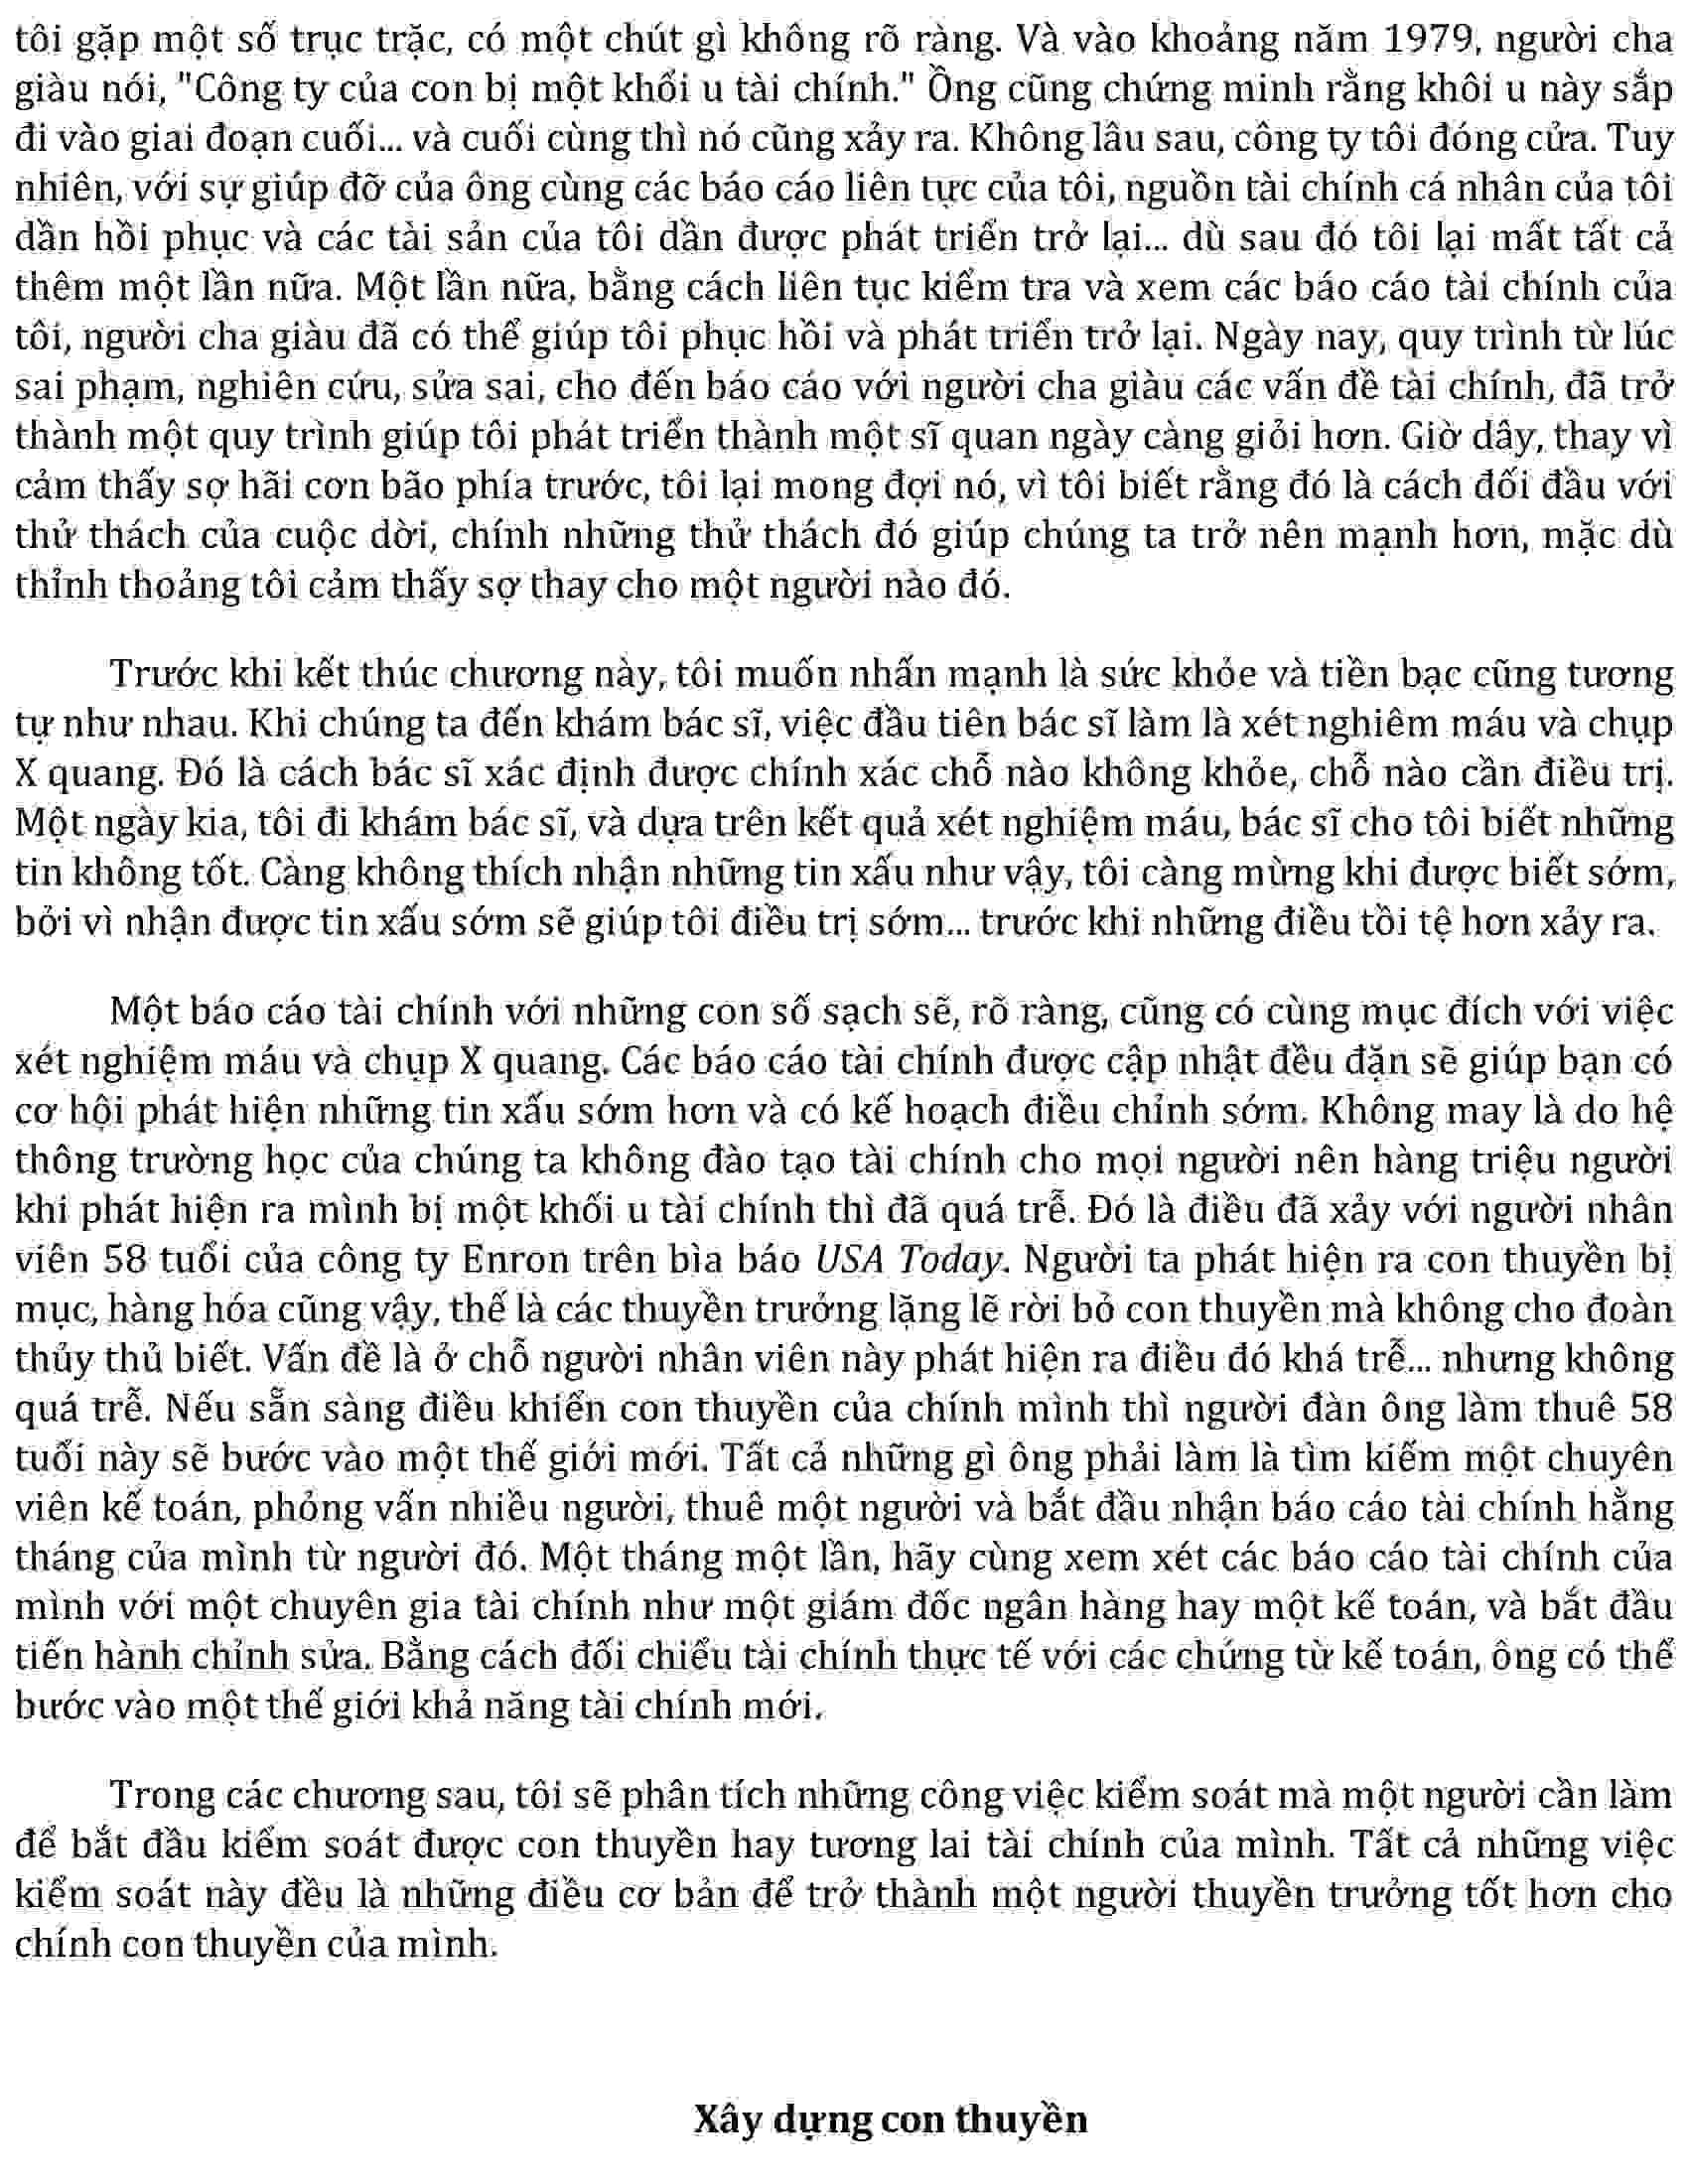 tôi gặp một số trục trặc, có một chút gì không rõ ràng. Và vào khoảng năm 1979, người cha
giàu nói, "Công ty của con bị một khối u tài chính." Ông cũng chứng minh rằng khôi u này sắp
đi vào giai đoạn cuối... và cuối cùng thì nó cũng xảy ra. Không lâu sau, công ty tôi đóng cửa. Tuy
nhiên, với sự giúp đỡ của ông cùng các báo cáo liên tực của tôi, nguồn tài chính cá nhân của tôi
dần hồi phục và các tài sản của tôi dần được phát triển trở lại... dù sau đó tôi lại mất tất cả
thêm một lần nữa. Một lần nữa, bằng cách liên tục kiểm tra và xem các báo cáo tài chính của
tôi, người cha giàu đã có thể giúp tôi phục hồi và phát triển trở lại. Ngày nay, quy trình từ lúc
sai phạm, nghiên cứu, sửa sai, cho đến báo cáo với người cha giàu các vấn đề tài chính, đã trở
thành một quy trình giúp tôi phát triển thành một sĩ quan ngày càng giỏi hơn. Giờ dây, thay vì
cảm thấy sợ hãi cơn bão phía trước, tôi lại mong đợi nó, vì tôi biết rằng đó là cách đối đầu với
thử thách của cuộc dời, chính những thử thách đó giúp chúng ta trở nên mạnh hơn, mặc dù
thỉnh thoảng tôi cảm thấy sợ thay cho một người nào đó.
Trước khi kết thúc chương này, tôi muốn nhấn mạnh là sức khỏe và tiền bạc cũng tương
tự như nhau. Khi chúng ta đến khám bác sĩ, việc đầu tiên bác sĩ làm là xét nghiêm máu và chụp
X quang. Đó là cách bác sĩ xác định được chính xác chỗ nào không khỏe, chỗ nào cần điều trị.
Một ngày kia, tôi đi khám bác sĩ, và dựa trên kết quả xét nghiệm máu, bác sĩ cho tôi biết những
tin không tốt. Càng không thích nhận những tin xấu như vậy, tôi càng mừng khi được biết sớm,
bởi vì nhận được tin xấu sớm sẽ giúp tôi điều trị sớm... trước khi những điều tồi tệ hơn xảy ra.
Một báo cáo tài chính với những con số sạch sẽ, rõ ràng, cũng có cùng mục đích với việc
xét nghiệm máu và chụp X quang. Các báo cáo tài chính được cập nhật đều đặn sẽ giúp bạn có
cơ hội phát hiện những tin xấu sớm hơn và có kế hoạch điều chỉnh sớm. Không may là do hệ
thông trường học của chúng ta không đào tạo tài chính cho mọi người nên hàng triệu người
khi phát hiện ra mình bị một khối u tài chính thì đã quá trễ. Đó là điều đã xảy với người nhân
viên 58 tuổi của công ty Enron trên bìa báo USA Today. Người ta phát hiện ra con thuyền bị
mục, hàng hóa cũng vậy, thế là các thuyền trưởng lặng lẽ rời bỏ con thuyền mà không cho đoàn
thủy thủ biết. Vấn đề là ở chỗ người nhân viên này phát hiện ra điều đó khá trễ... nhưng không
quá trễ. Nếu sẵn sàng điều khiển con thuyền của chính mình thì người đàn ông làm thuê 58
tuổi này sẽ bước vào một thế giới mới. Tất cả những gì ông phải làm là tìm kiếm một chuyên
viên kế toán, phỏng vấn nhiều người, thuê một người và bắt đầu nhận báo cáo tài chính hằng
tháng của mình từ người đó. Một tháng một lần, hãy cùng xem xét các báo cáo tài chính của
mình với một chuyên gia tài chính như một giám đốc ngân hàng hay một kế toán, và bắt đầu
tiến hành chỉnh sửa. Bằng cách đối chiếu tài chính thực tế với các chứng từ kế toán, ông có thể
bước vào một thế giới khả năng tài chính mới.
Trong các chương sau, tôi sẽ phân tích những công việc kiểm soát mà một người cần làm
để bắt đầu kiểm soát được con thuyền hay tương lai tài chính của mình. Tất cả những việc
kiểm soát này đều là những điều cơ bản để trở thành một người thuyền trưởng tốt hơn cho
chính con thuyền của mình.
Xây dựng con thuyền